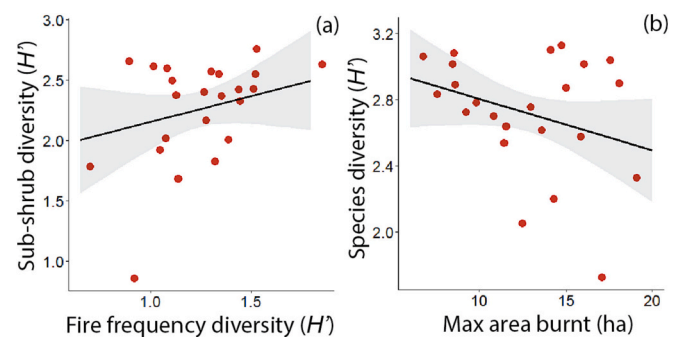 (a)
3.0
2.5
2.0
1.5
1.0
Sub-shrub diversity (H’)
1.0 1.5
Fire frequency diversity (H’)
(b)
3.2
2.8
2.4
2.0
Species diversity (H’)
10 15 20
Max area burnt (ha)